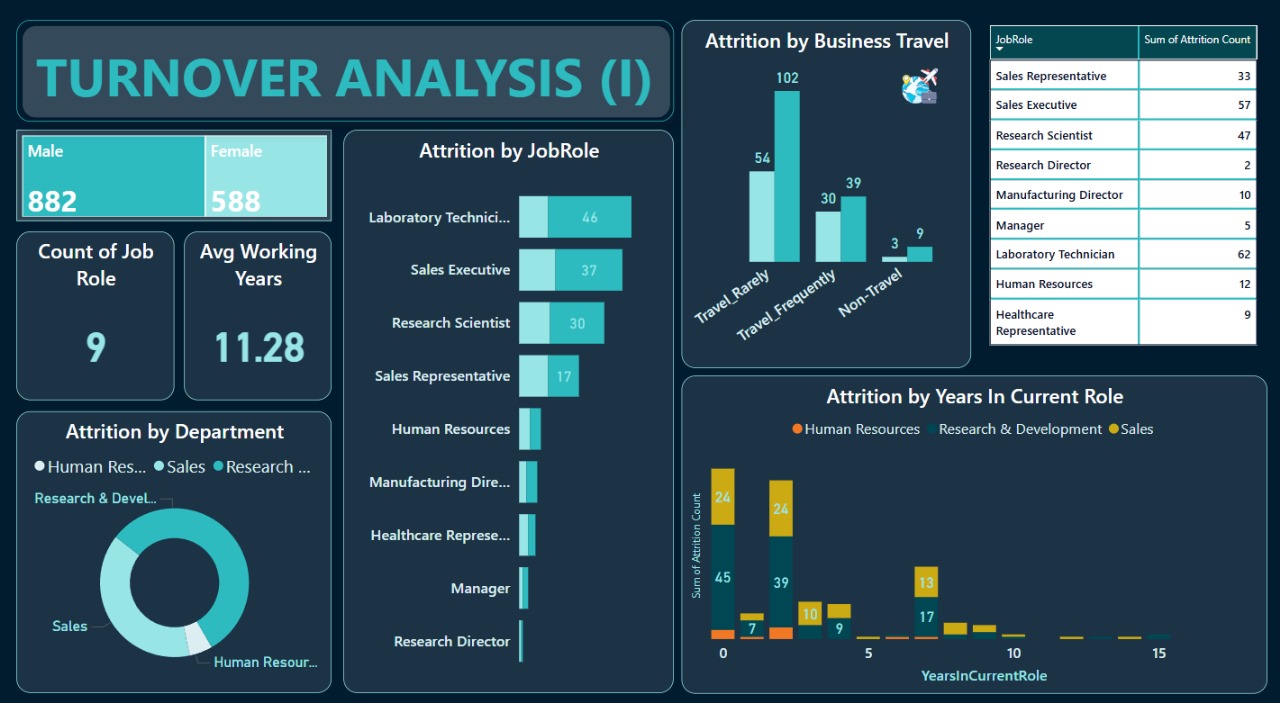 TURNOVER ANALYSIS (I)
Male
Female
882
588
Count of Job
Role
9
Avg Working
Years
11.28
Attrition by Department
Human Res... Sales Research ...
Research & Devel...
Sales
Human Resour...
Attrition by JobRole
Laboratory Technici... 46
Sales Executive 37
Research Scientist 30
Sales Representative 17
Human Resources
Manufacturing Dire...
Healthcare Represe...
Manager
Research Director
Attrition by Business Travel
102
54
39
30
9
3
Travel_Rarely
Travel_Frequently
Non-Travel
JobRole Sum of Attrition Count
Sales Representative 33
Sales Executive 57
Research Scientist 47
Research Director 2
Manufacturing Director 10
Manager 5
Laboratory Technician 62
Human Resources 12
Healthcare 9
Representative
Attrition by Years In Current Role
Human Resources Research & Development Sales
Sum of Attrition Count
24
24
45
39
13
17
10
7
9
0 5 10 15
YearsInCurrentRole